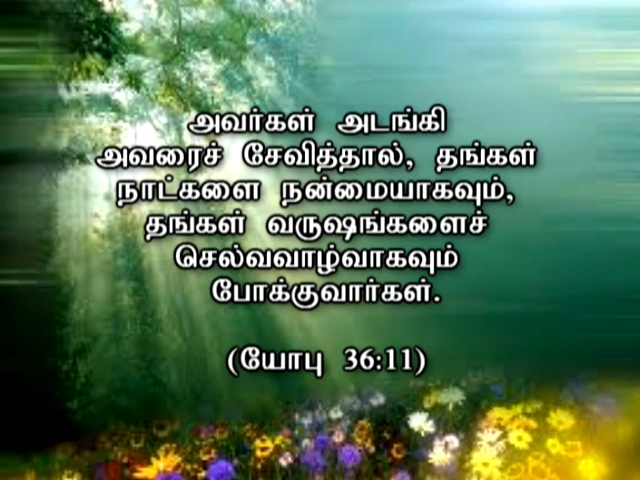 அவர்கள் அடங்கி
அவரைச் சேவித்தால், தங்கள்
நாட்களை நன்மையாகவும்,
தங்கள் வருஷங்களைச்
செல்வவாழ்வாகவும்
போக்குவார்கள்.
(யோபு 36:11)